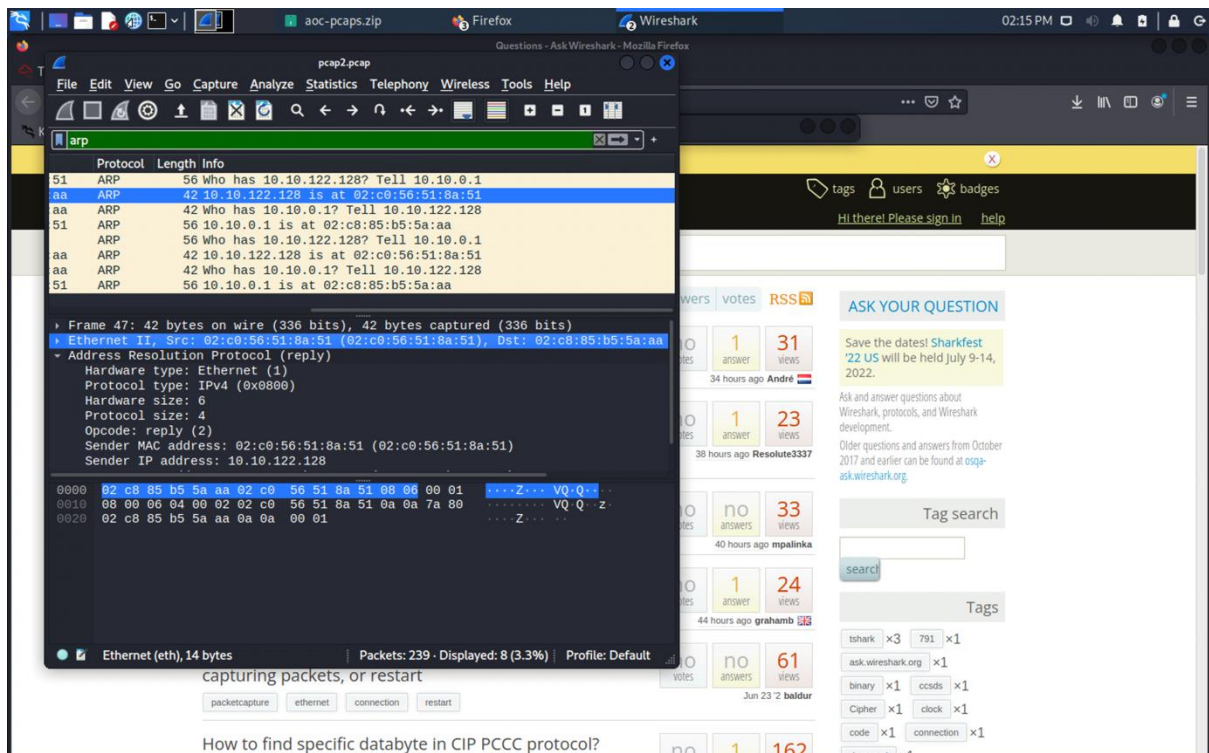 aoc-pcaps.zip
Firefox
Wireshark
02:15 PM
Questions - Ask Wireshark - Mozilla Firefox
pcap2.pcap
File Edit View Go Capture Analyze Statistics Telephony Wireless Tools Help
arp
Protocol Length Info
:51 ARP 56 Who has 10.10.122.128? Tell 10.10.0.1
:aa ARP 42 10.10.122.128 is at 02:c0:56:51:8a:51
:aa ARP 42 Who has 10.10.0.1? Tell 10.10.122.128
:51 ARP 56 10.10.0.1 is at 02:c8:85:b5:5a:aa
ARP 56 Who has 10.10.122.128? Tell 10.10.0.1
:aa ARP 42 10.10.122.128 is at 02:c0:56:51:8a:51
:aa ARP 42 Who has 10.10.0.1? Tell 10.10.122.128
:51 ARP 56 10.10.0.1 is at 02:c8:85:b5:5a:aa
Frame 47: 42 bytes on wire (336 bits), 42 bytes captured (336 bits)
Ethernet II, Src: 02:c0:56:51:8a:51 (02:c0:56:51:8a:51), Dst: 02:c8:85:b5:5a:aa
Address Resolution Protocol (reply)
Hardware type: Ethernet (1)
Protocol type: IPv4 (0x0800)
Hardware size: 6
Protocol size: 4
Opcode: reply (2)
Sender MAC address: 02:c0:56:51:8a:51 (02:c0:56:51:8a:51)
Sender IP address: 10.10.122.128
0000 02 c8 85 b5 5a aa 02 c0 56 51 8a 51 08 06 00 01 ····Z··· VQ·Q····
0010 08 00 06 04 00 02 02 c0 56 51 8a 51 0a 0a 7a 80 ········ VQ·Q··z·
0020 02 c8 85 b5 5a aa 0a 0a 00 01 ····Z··· ··
Ethernet (eth), 14 bytes
Packets: 239 · Displayed: 8 (3.3%)
Profile: Default
tags users badges
Hi there! Please sign in help
wers votes RSS
1 answer 31 views
34 hours ago André
1 answer 23 views
38 hours ago Resolute3337
no answers 33 views
40 hours ago mpalinka
1 answer 24 views
44 hours ago grahamb
no votes no answers 61 views
Jun 23 '2 baldur
capturing packets, or restart
packetcapture ethernet connection restart
How to find specific databyte in CIP PCCC protocol?
no 1 162
ASK YOUR QUESTION
Save the dates! Sharkfest
'22 US will be held July 9-14,
2022.
Ask and answer questions about
Wireshark, protocols, and Wireshark
development.
Older questions and answers from October
2017 and earlier can be found at osqa-
ask.wireshark.org.
Tag search
search
Tags
tshark ×3 791 ×1
ask.wireshark.org ×1
binary ×1 ccsds ×1
Cipher ×1 clock ×1
code ×1 connection ×1